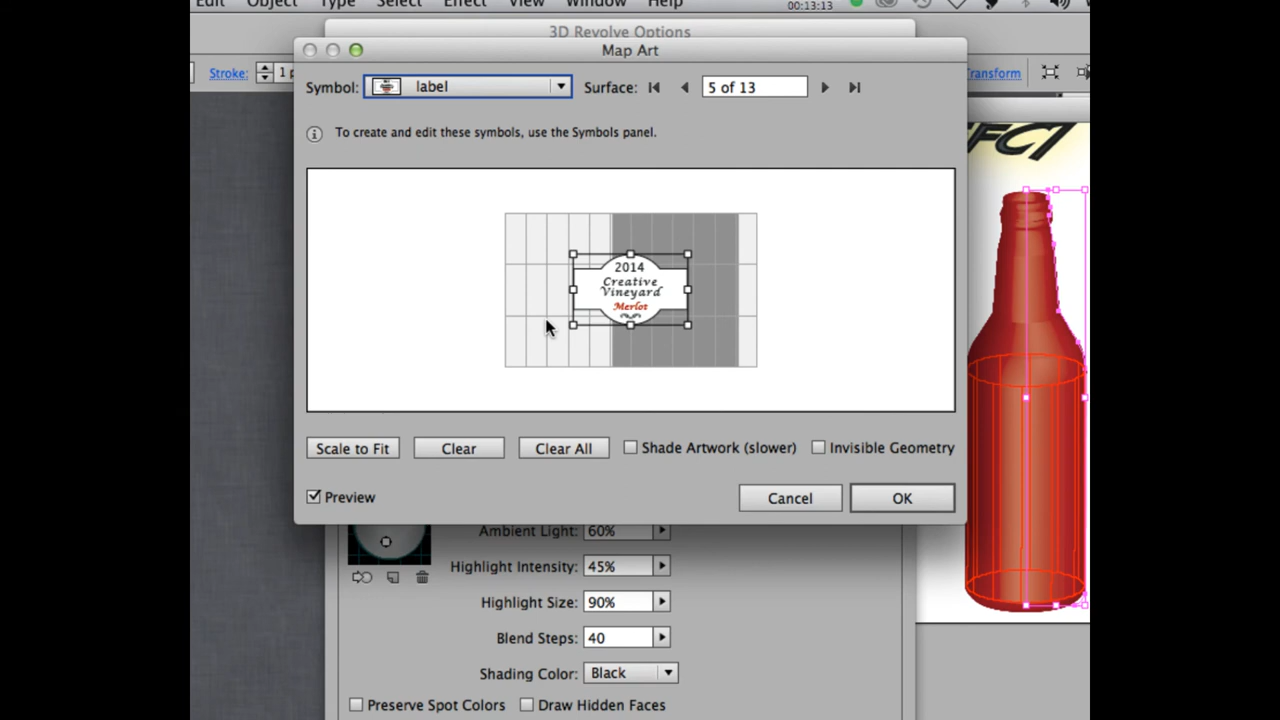 Edit Object Type Select Effect View Window Help
00:13:13
3D Revolve Options
Map Art
Stroke: 1 p
Transform
Symbol: label Surface: 5 of 13
To create and edit these symbols, use the Symbols panel.
2014
Creative
Vineyard
Merlot
Scale to Fit Clear Clear All Shade Artwork (slower) Invisible Geometry
Preview Cancel OK
Ambient Light: 60%
Highlight Intensity: 45%
Highlight Size: 90%
Blend Steps: 40
Shading Color: Black
Preserve Spot Colors Draw Hidden Faces